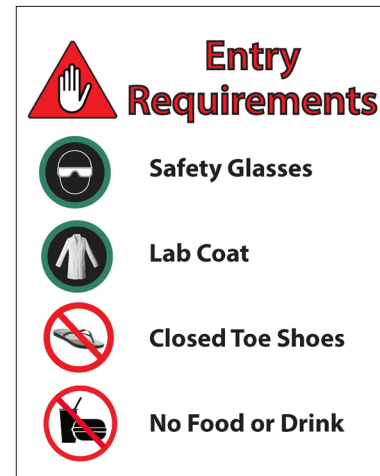 Entry
Requirements
Safety Glasses
Lab Coat
Closed Toe Shoes
No Food or Drink